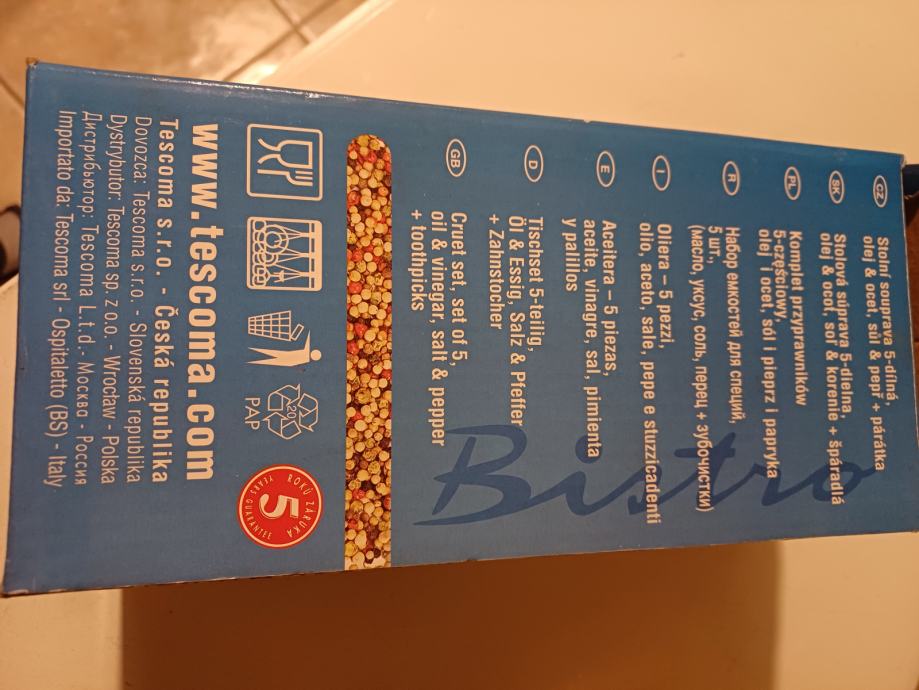 CZ
Stolní souprava 5-dílná,
olej & ocet, sůl & pepř + párátka
SK
Stolová súprava 5-dielna,
olej & ocot, soľ & korenie + špáradlá
PL
Komplet przyprawników
5-częściowy,
olej i ocet, sól i pieprz i papryka
R
Набор емкостей для специй,
5 шт.,
(масло, уксус, соль, перец + зубочистки)
I
Oliera – 5 pezzi,
olio, aceto, sale, pepe e stuzzicadenti
E
Aceitera – 5 piezas,
aceite, vinagre, sal, pimienta
y palillos
D
Tischset 5-teilig,
Öl & Essig, Salz & Pfeffer
+ Zahnstocher
GB
Cruet set, set of 5,
oil & vinegar, salt & pepper
+ toothpicks
Bistro
20
PAP
5
ROKŮ ZÁRUKA
YEARS GUARANTEE
www.tescoma.com
Tescoma s.r.o. - Česká republika
Dovozca: Tescoma s.r.o. - Slovenská republika
Dystrybutor: Tescoma sp. z o.o. - Wrocław - Polska
Дистрибьютор: Tescoma L.t.d.- Москва - Россия
Importato da: Tescoma srl - Ospitaletto (BS) - Italy